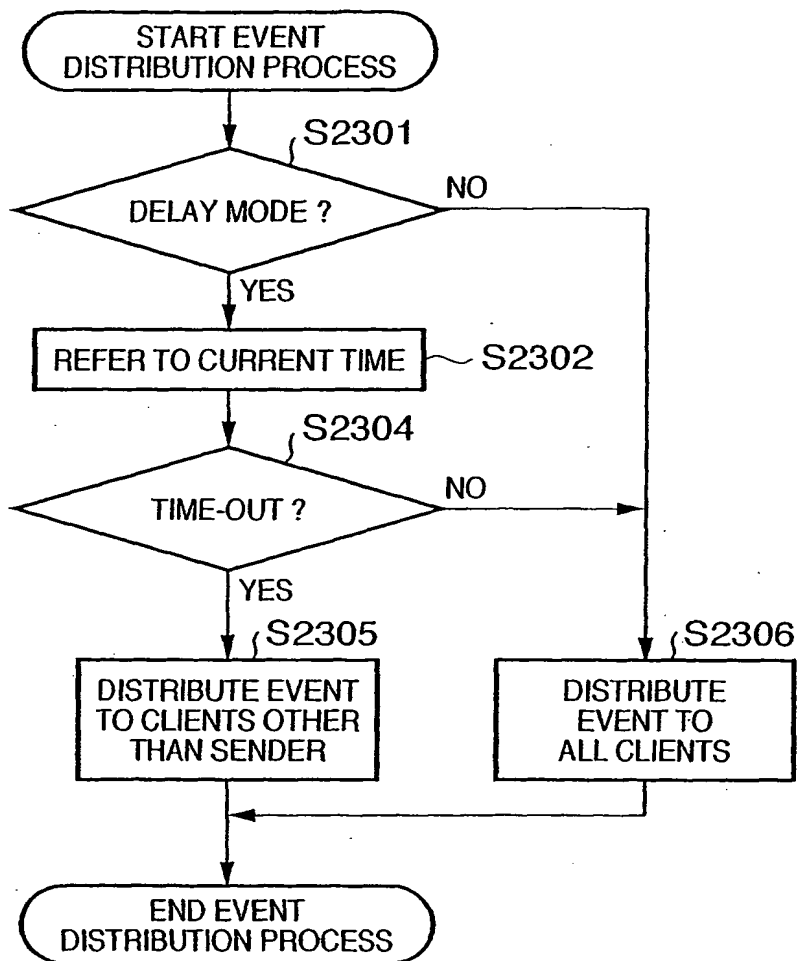 START EVENT
DISTRIBUTION PROCESS
S2301
DELAY MODE ?
NO
YES
REFER TO CURRENT TIME
S2302
S2304
TIME-OUT ?
NO
YES
S2305
DISTRIBUTE EVENT
TO CLIENTS OTHER
THAN SENDER
S2306
DISTRIBUTE
EVENT TO
ALL CLIENTS
END EVENT
DISTRIBUTION PROCESS